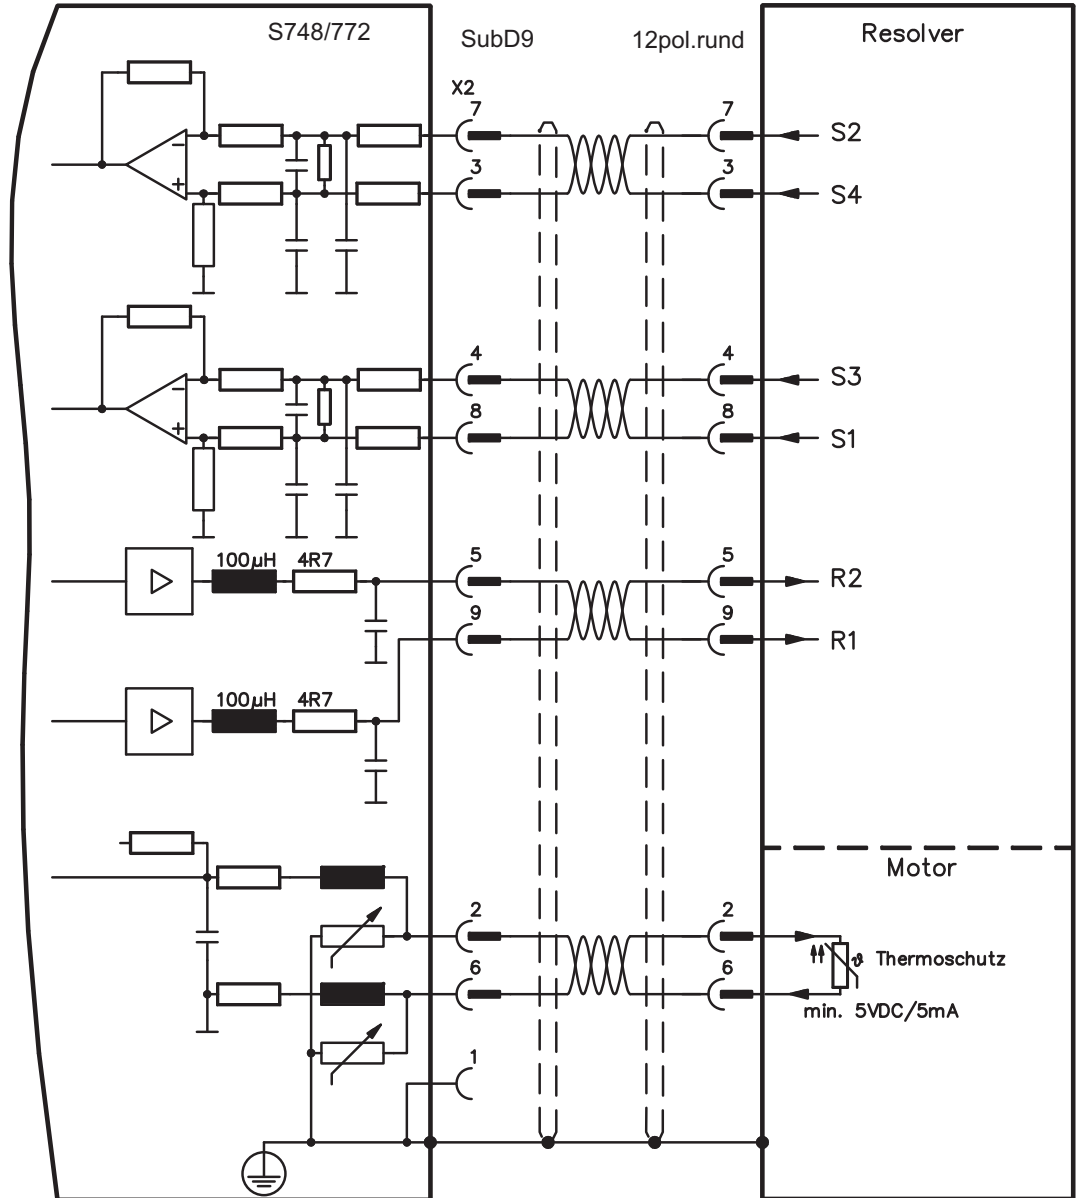 S748/772
SubD9
12pol.rund
Resolver
X2
7
7
S2
3
3
S4
4
4
S3
8
8
S1
100µH
4R7
5
5
R2
9
9
R1
100µH
4R7
Motor
2
2
ϑ Thermoschutz
6
6
min. 5VDC/5mA
1